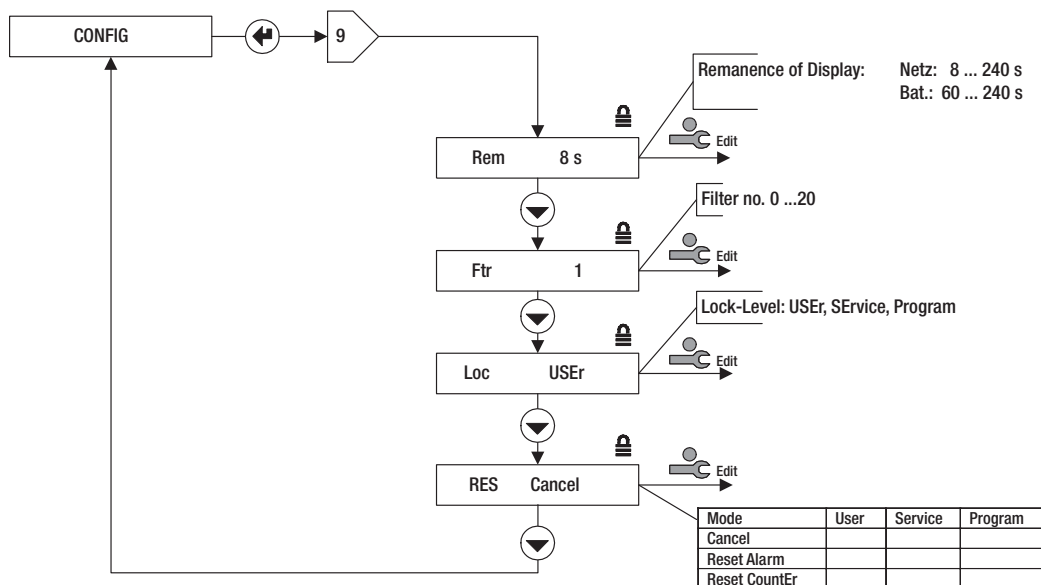 CONFIG
9
Remanence of Display: Netz: 8 ... 240 s
Bat.: 60 ... 240 s
Edit
Rem 8 s
Filter no. 0 ...20
Edit
Ftr 1
Lock-Level: USEr, SErvice, Program
Edit
Loc USEr
Edit
RES Cancel
Mode User Service Program
Cancel
Reset Alarm
Reset CountEr